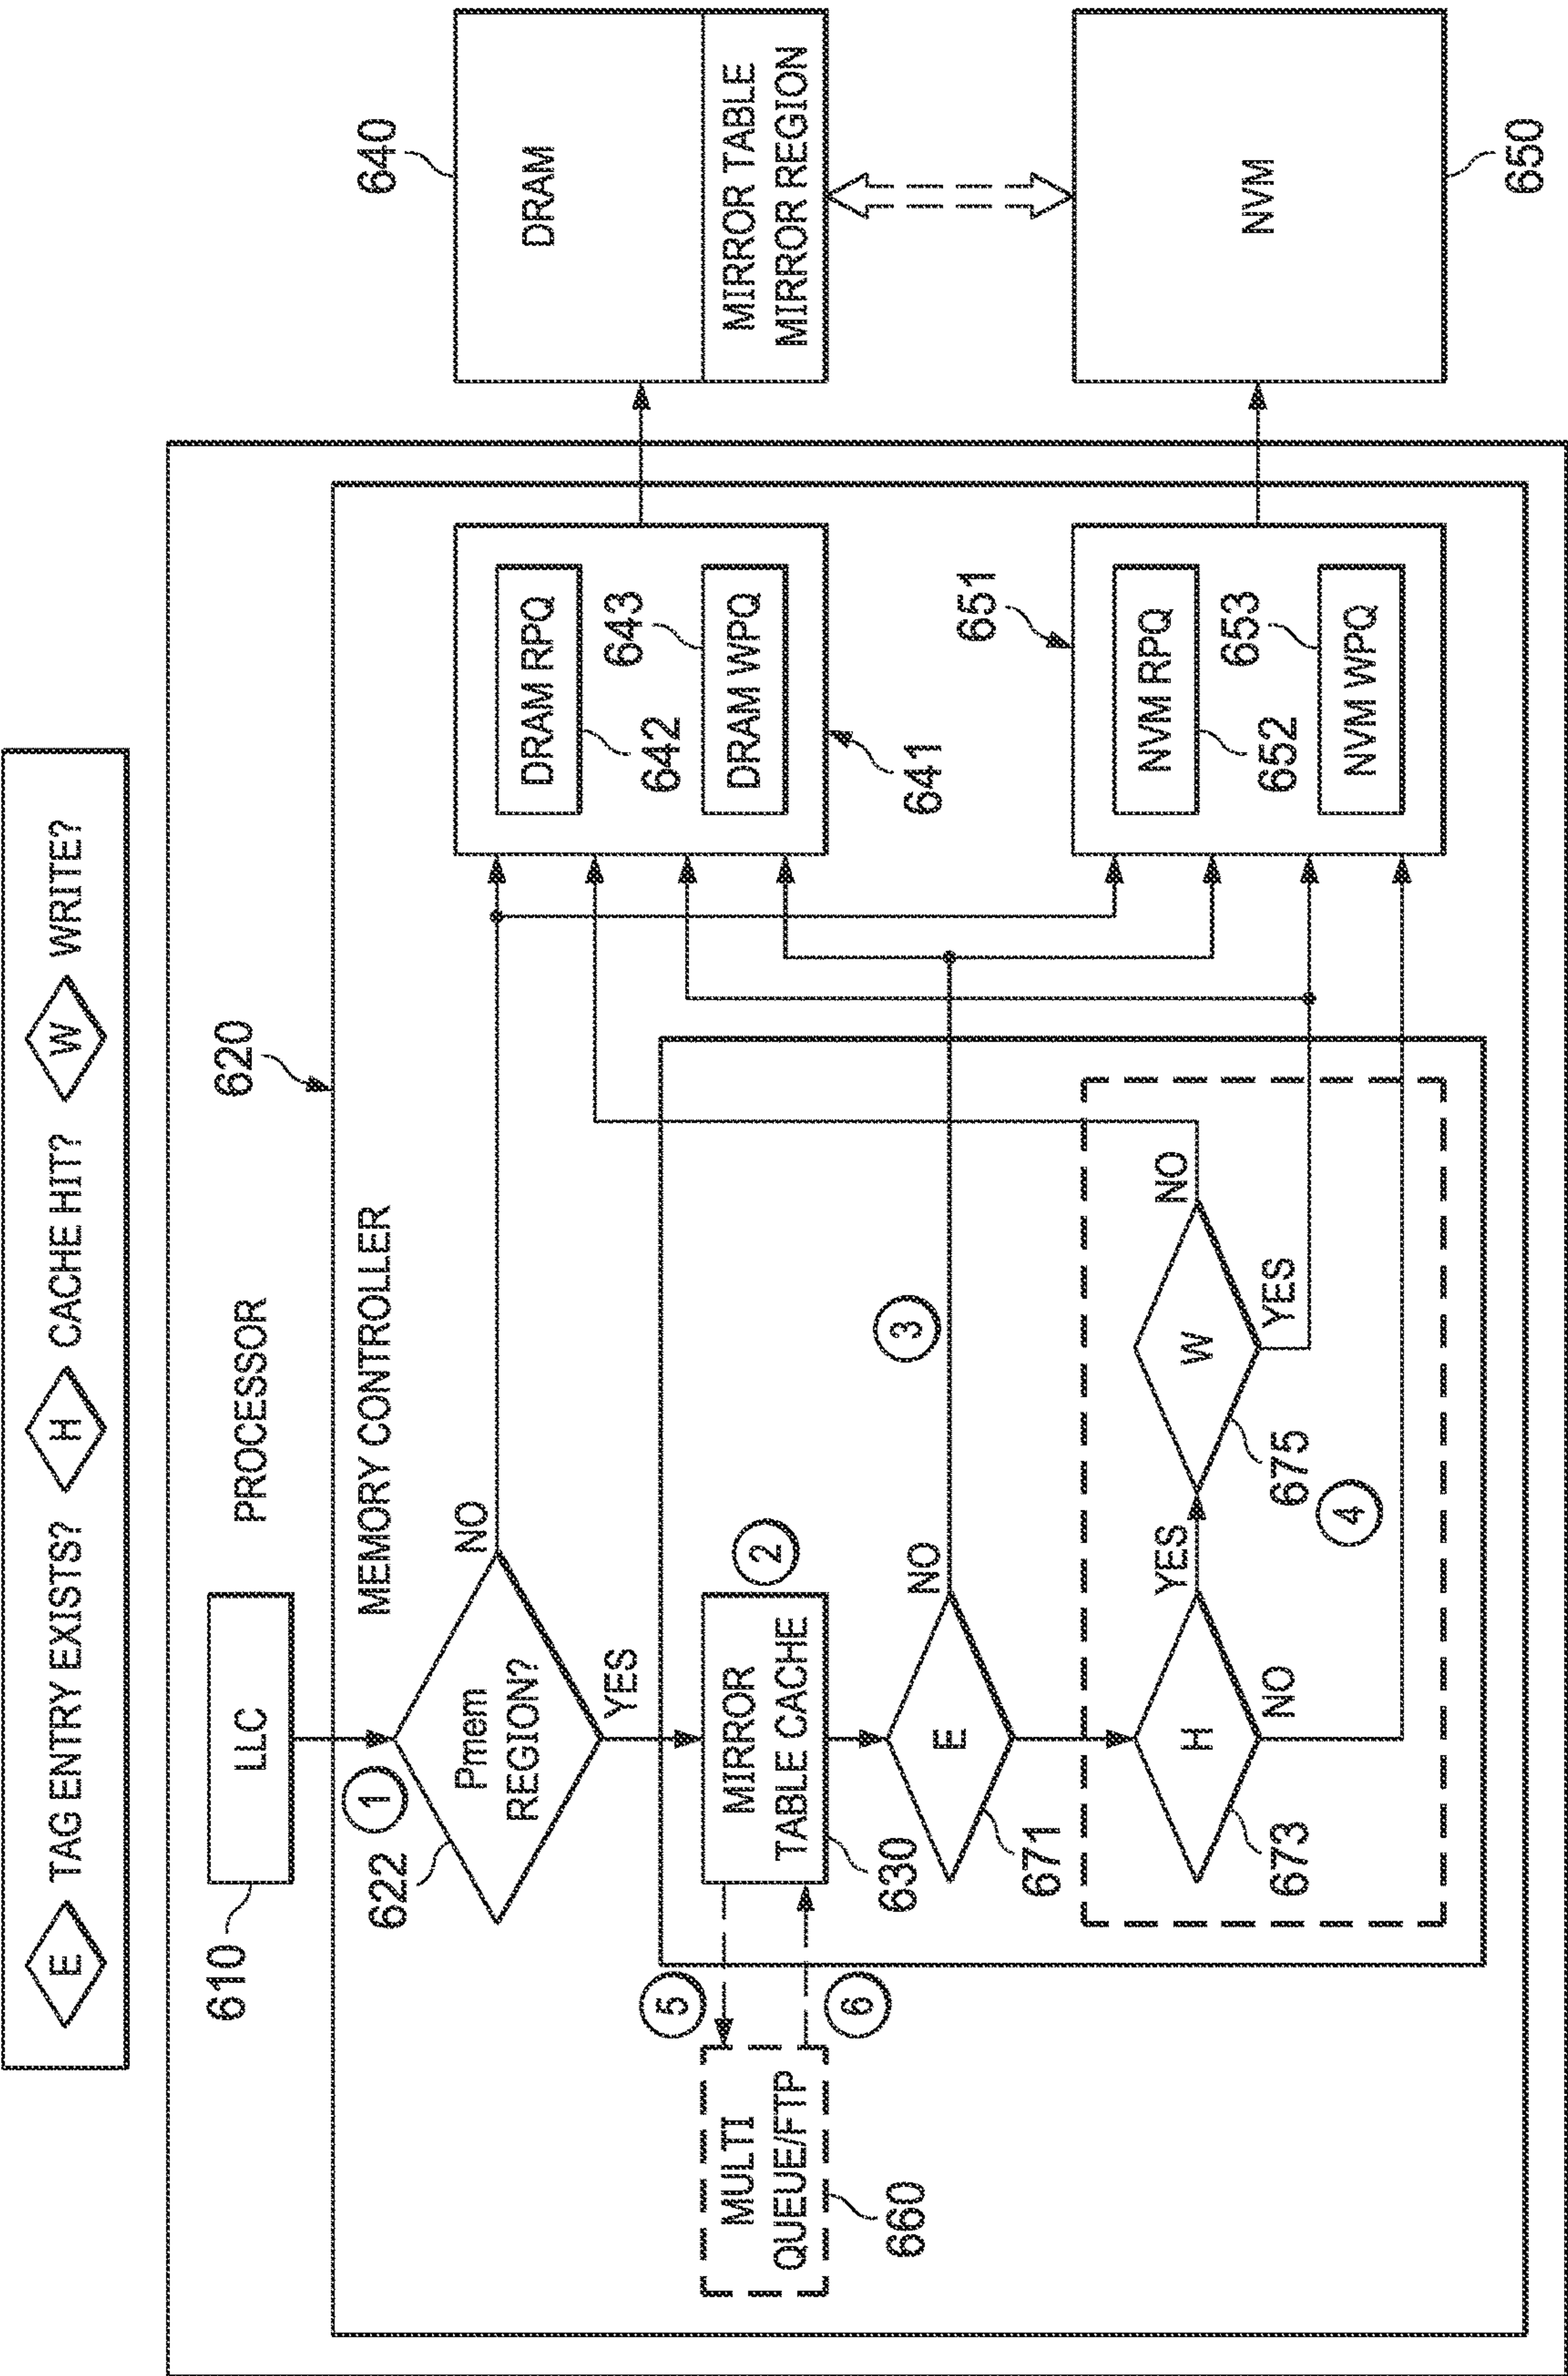 E TAG ENTRY EXISTS? H CACHE HIT? W WRITE?
PROCESSOR
610
LLC
620
MEMORY CONTROLLER
1
622
Pmem
REGION?
NO
YES
5
6
MULTI
QUEUE/FTP
660
2
MIRROR
TABLE CACHE
630
E
671
NO
3
H
673
YES
NO
W
675
NO
YES
4
DRAM RPQ
642
643
DRAM WPQ
641
651
NVM RPQ
652
653
NVM WPQ
640
DRAM
MIRROR TABLE
MIRROR REGION
NVM
650